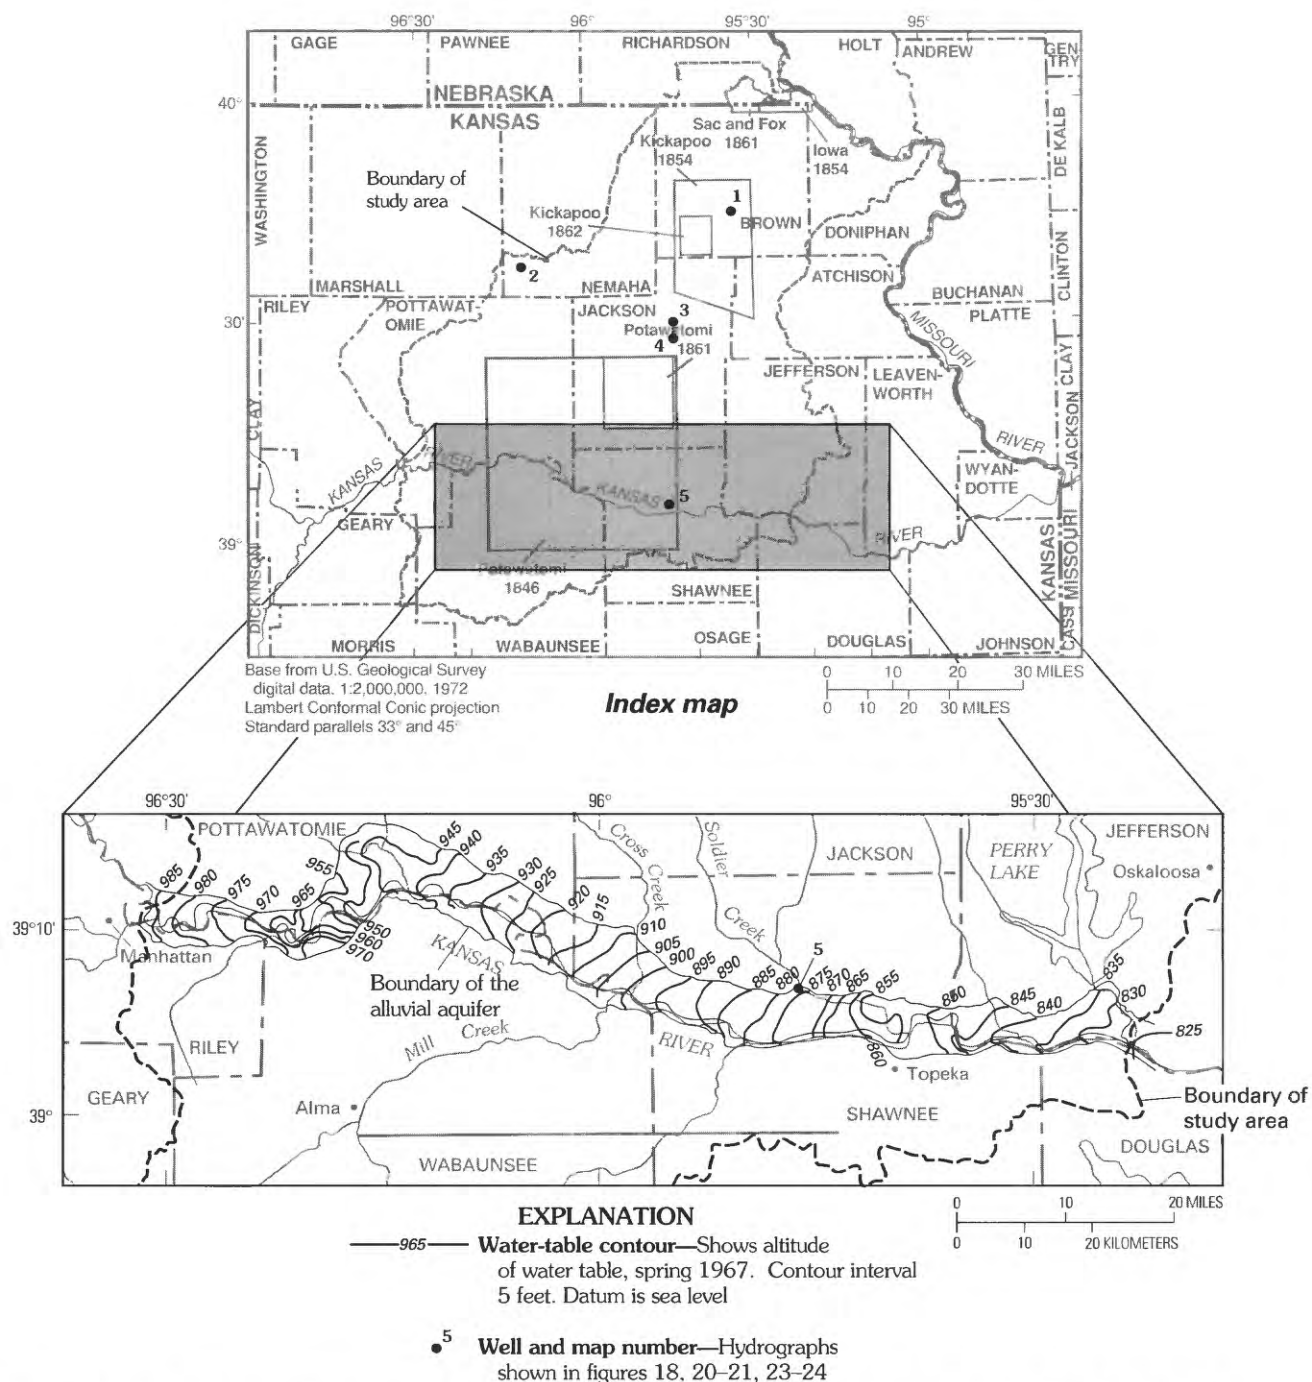 96°30'
96°
95°30'
95°
GAGE
PAWNEE
RICHARDSON
HOLT
ANDREW
GEN-
TRY
40°
NEBRASKA
KANSAS
Sac and Fox
1861
Kickapoo
1854
Iowa
1854
DE KALB
WASHINGTON
Boundary of
study area
Kickapoo
1862
1
BROWN
DONIPHAN
CLINTON
2
MARSHALL
NEMAHA
ATCHISON
BUCHANAN
PLATTE
RILEY
POTTAWAT-
OMIE
JACKSON
30'
3
Potawatomi
1861
4
MISSOURI
JEFFERSON
LEAVEN-
WORTH
CLAY
CLAY
JACKSON
RIVER
KANSAS
RIVER
KANSAS
5
WYAN-
DOTTE
GEARY
RIVER
39°
DICKINSON
Potawatomi
1846
SHAWNEE
KANSAS
MISSOURI
CASS
MORRIS
WABAUNSEE
OSAGE
DOUGLAS
JOHNSON
Base from U.S. Geological Survey
digital data. 1:2,000,000. 1972
Lambert Conformal Conic projection
Standard parallels 33° and 45°
Index map
0 10 20 30 MILES
0 10 20 30 MILES
96°30'
96°
95°30'
POTTAWATOMIE
JACKSON
JEFFERSON
PERRY
LAKE
Oskaloosa
Cross
Creek
Soldier
Creek
985
980
975
970
965
955
945
940
935
930
925
920
915
910
905
900
895
890
885
880
875
870
865
855
845
840
835
830
825
950
960
970
860
5
39°10'
Manhattan
KANSAS
Boundary of the
alluvial aquifer
Mill Creek
RIVER
RILEY
Topeka
GEARY
39°
Alma
SHAWNEE
Boundary of
study area
WABAUNSEE
DOUGLAS
0 10 20 MILES
0 10 20 KILOMETERS
EXPLANATION
965 Water-table contour—Shows altitude
of water table, spring 1967. Contour interval
5 feet. Datum is sea level
5 Well and map number—Hydrographs
shown in figures 18, 20–21, 23–24